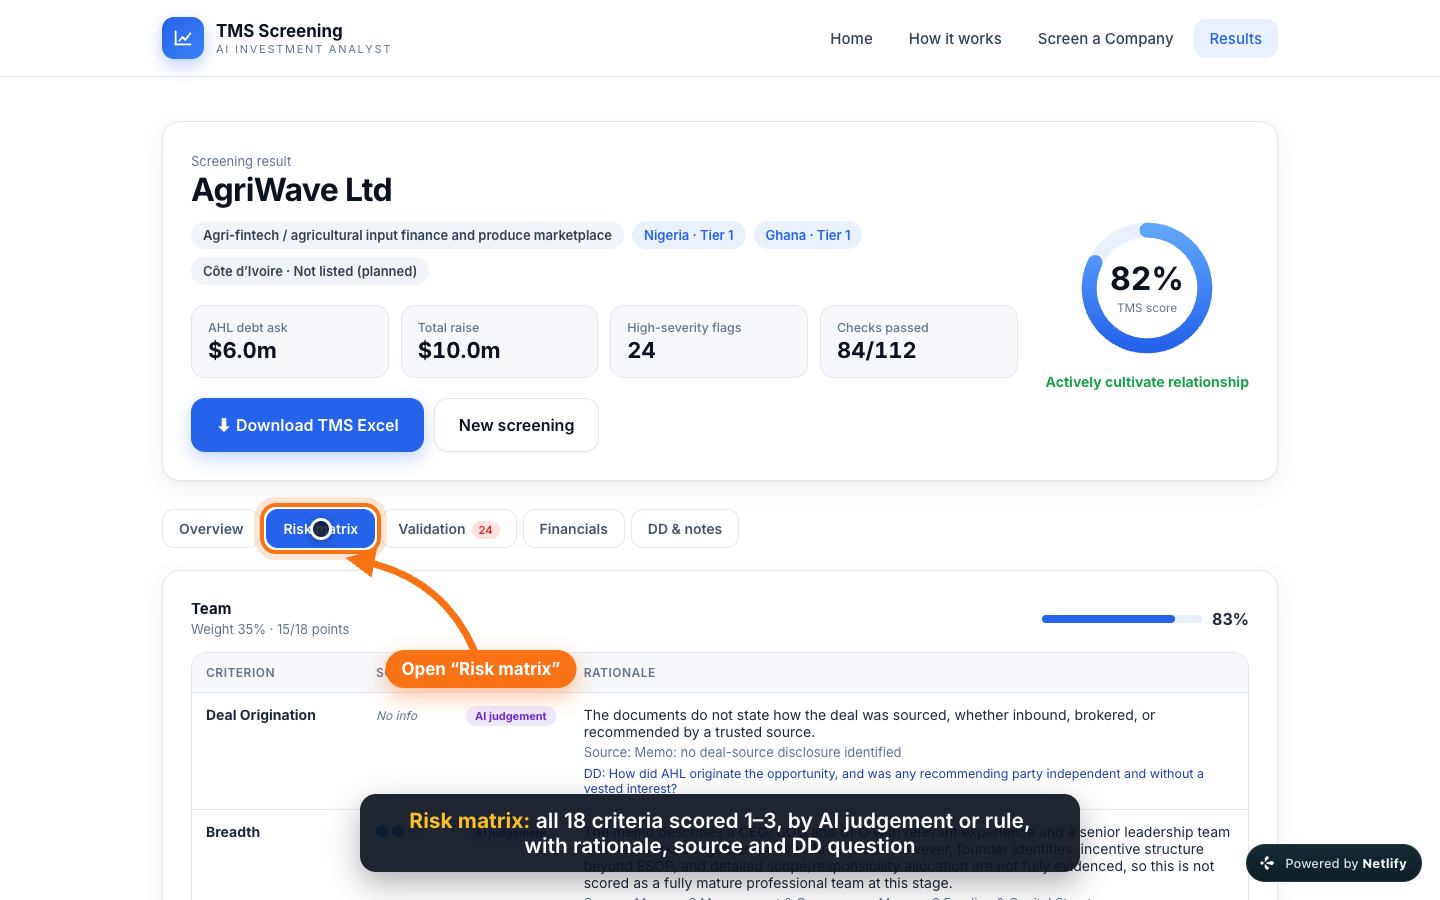 TMS Screening
AI INVESTMENT ANALYST
Home
How it works
Screen a Company
Results
Screening result
AgriWave Ltd
Agri-fintech / agricultural input finance and produce marketplace
Nigeria · Tier 1
Ghana · Tier 1
Côte d’Ivoire · Not listed (planned)
AHL debt ask
$6.0m
Total raise
$10.0m
High-severity flags
24
Checks passed
84/112
82%
TMS score
Actively cultivate relationship
⬇ Download TMS Excel
New screening
Overview
Risk matrix
Validation 24
Financials
DD & notes
Team
Weight 35% · 15/18 points
83%
Open “Risk matrix”
CRITERION
RATIONALE
Deal Origination
No info
AI judgement
The documents do not state how the deal was sourced, whether inbound, brokered, or
recommended by a trusted source.
Source: Memo: no deal-source disclosure identified
DD: How did AHL originate the opportunity, and was any recommending party independent and without a
vested interest?
Breadth
Risk matrix: all 18 criteria scored 1–3, by AI judgement or rule,
with rationale, source and DD question
senior leadership team
incentive structure
evidenced, so this is not
scored as a fully mature professional team at this stage.
Powered by Netlify